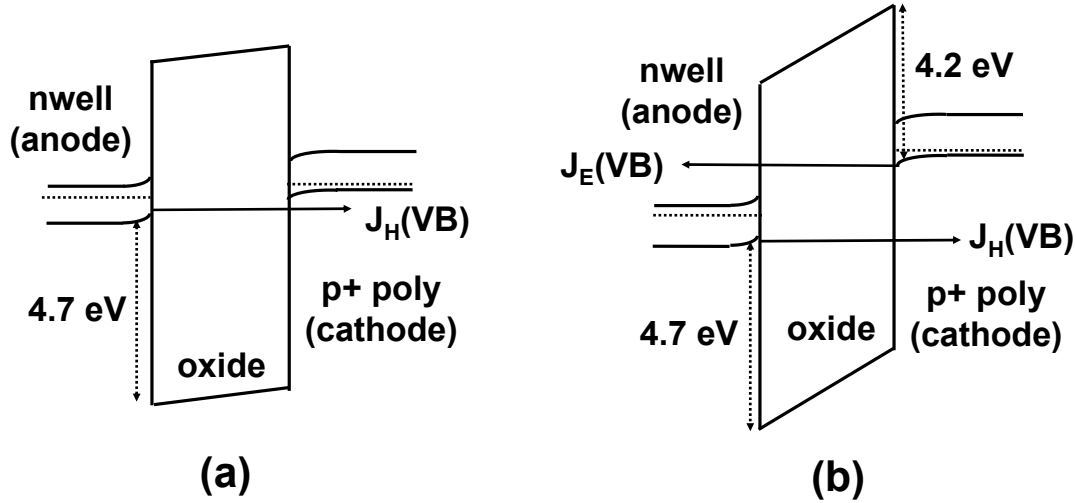 nwell
(anode)
J_H(VB)
4.7 eV
p+ poly
(cathode)
oxide
(a)
4.2 eV
nwell
(anode)
J_E(VB)
J_H(VB)
4.7 eV
p+ poly
(cathode)
oxide
(b)